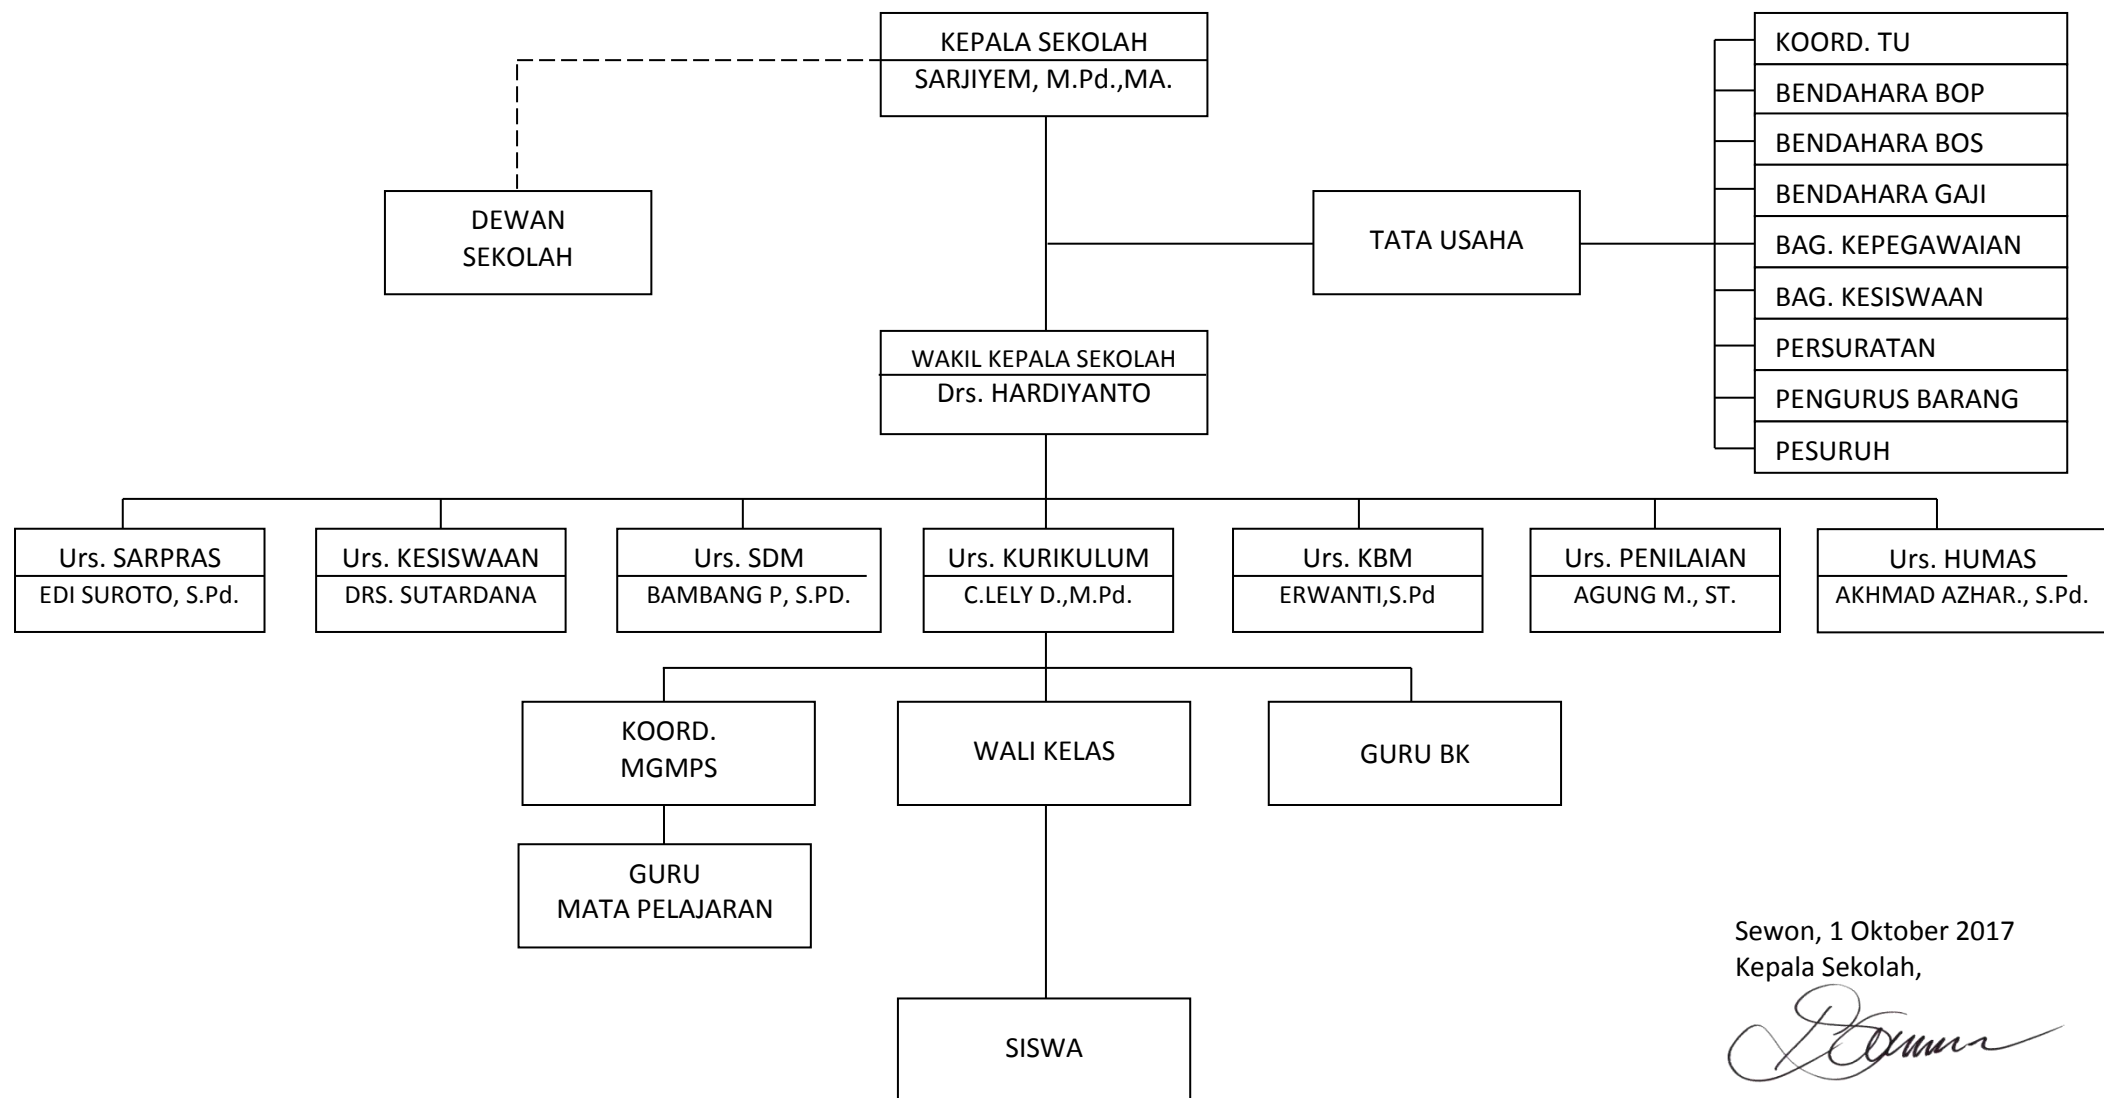 KEPALA SEKOLAH
SARJIYEM, M.Pd.,MA.
KOORD. TU
BENDAHARA BOP
BENDAHARA BOS
BENDAHARA GAJI
BAG. KEPEGAWAIAN
BAG. KESISWAAN
PERSURATAN
PENGURUS BARANG
PESURUH
DEWAN
SEKOLAH
TATA USAHA
WAKIL KEPALA SEKOLAH
Drs. HARDIYANTO
Urs. SARPRAS
EDI SUROTO, S.Pd.
Urs. KESISWAAN
DRS. SUTARDANA
Urs. SDM
BAMBANG P, S.PD.
Urs. KURIKULUM
C.LELY D.,M.Pd.
Urs. KBM
ERWANTI,S.Pd
Urs. PENILAIAN
AGUNG M., ST.
Urs. HUMAS
AKHMAD AZHAR., S.Pd.
KOORD.
MGMPS
WALI KELAS
GURU BK
GURU
MATA PELAJARAN
SISWA
Sewon, 1 Oktober 2017
Kepala Sekolah,